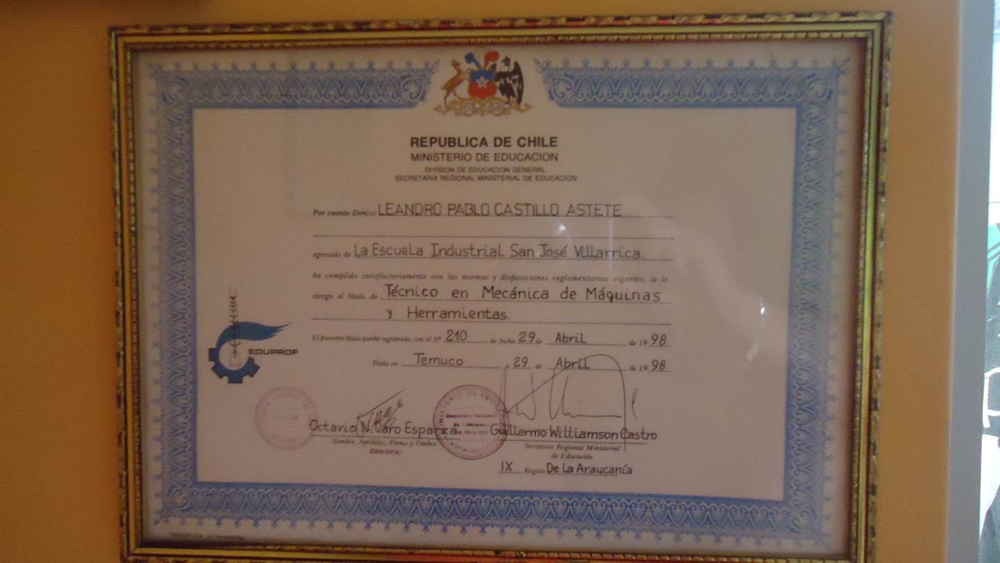 REPUBLICA DE CHILE
MINISTERIO DE EDUCACION
DIVISION DE EDUCACION GENERAL
SECRETARIA REGIONAL MINISTERIAL DE EDUCACION
Por cuanto Don(a) LEANDRO PABLO CASTILLO ASTETE
egresado de La Escuela Industrial San José Villarrica.
ha cumplido satisfactoriamente con las normas y disposiciones reglamentarias vigentes, se le
otorga el título de Técnico en Mecánica de Máquinas
y Herramientas.
El presente título queda registrado con el Nº 210 de fecha 29 de Abril de 1998
EDUPROF
Dado en Temuco a 29 de Abril de 1998
Octavio N. Caro Esparza Guillermo Williamson Castro
Nombre, Apellidos, Firma y Timbre Secretario Regional Ministerial
Director(a) de Educación
IX Región De La Araucanía
MINISTERIO DE